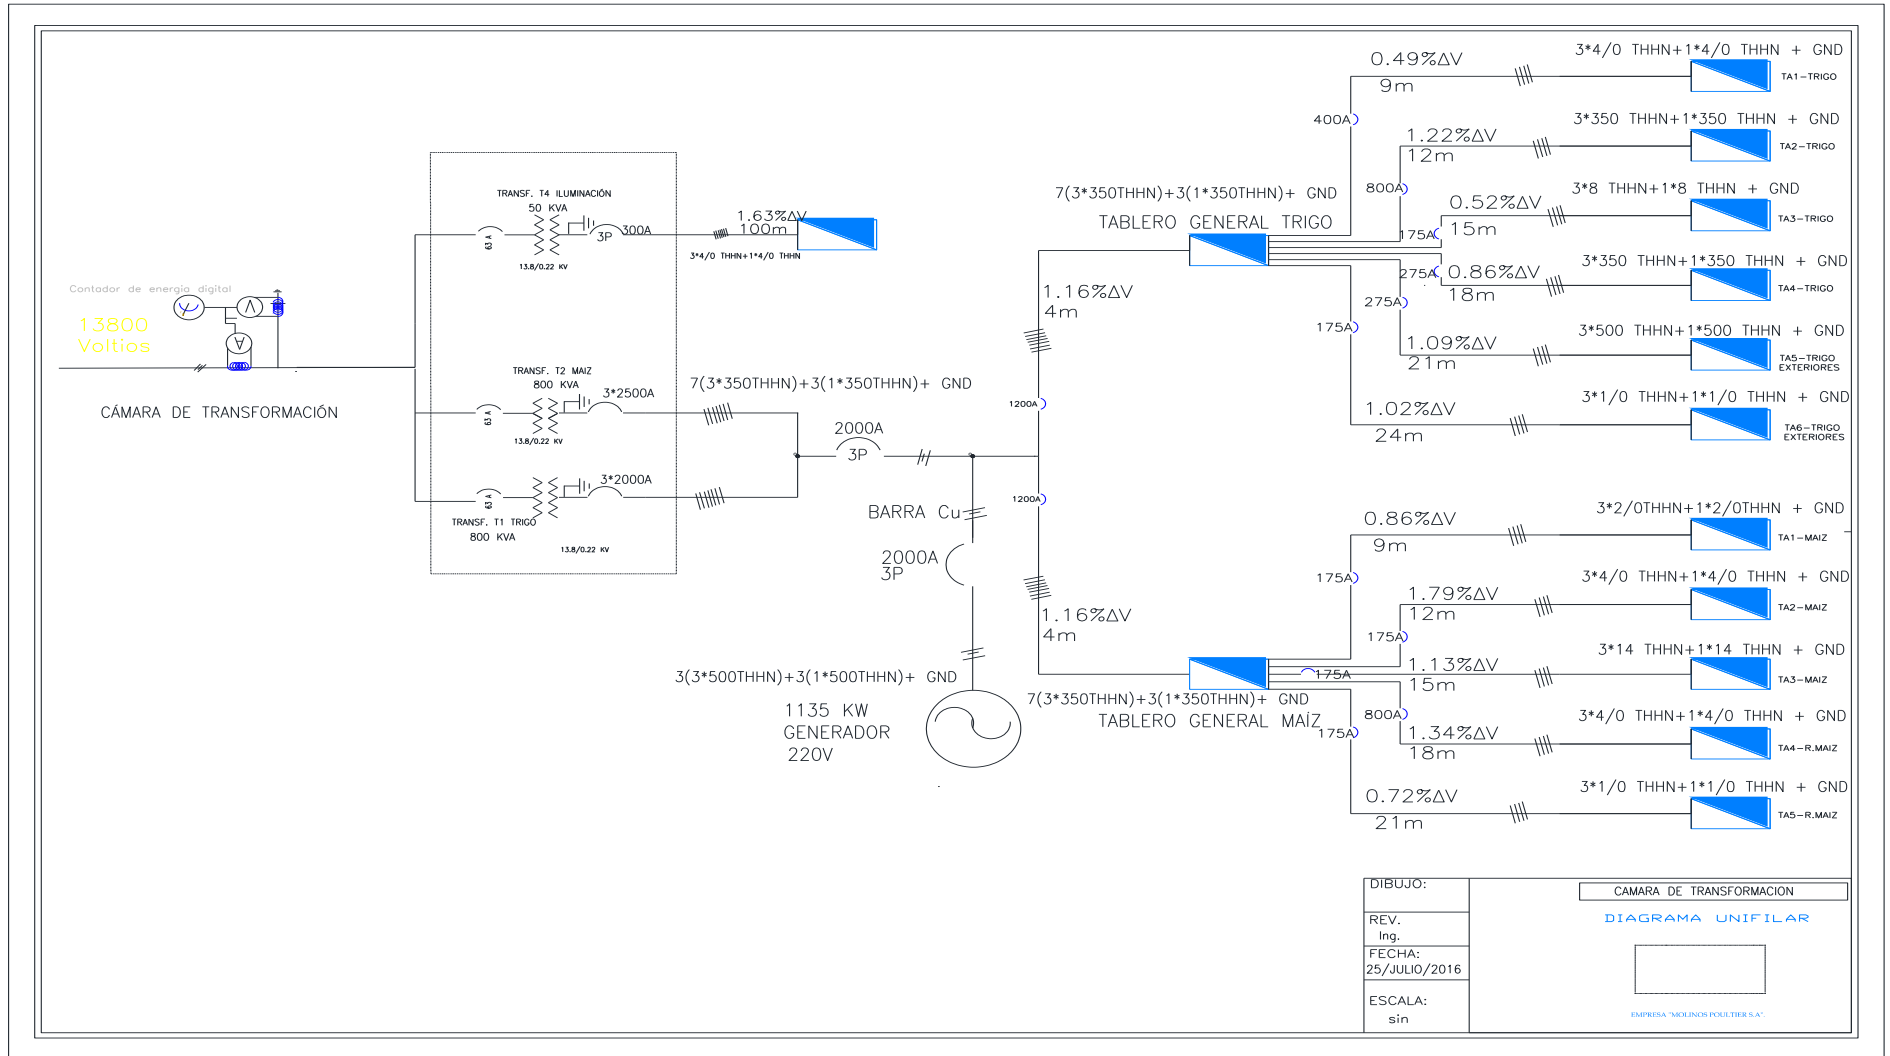 Contador de energia digital
13800
Voltios
V
A
CÁMARA DE TRANSFORMACIÓN
TRANSF. T4 ILUMINACIÓN
50 KVA
63 A
3P
300A
13.8/0.22 KV
1.63%ΔV
100m
3*4/0 THHN+1*4/0 THHN
TRANSF. T2 MAIZ
800 KVA
3*2500A
63 A
13.8/0.22 KV
7(3*350THHN)+3(1*350THHN)+ GND
3*2000A
63 A
TRANSF. T1 TRIGO
800 KVA
13.8/0.22 KV
2000A
3P
BARRA Cu
2000A
3P
3(3*500THHN)+3(1*500THHN)+ GND
1135 KW
GENERADOR
220V
1.16%ΔV
4m
1200A
1200A
1.16%ΔV
4m
7(3*350THHN)+3(1*350THHN)+ GND
TABLERO GENERAL TRIGO
0.49%ΔV
9m
400A
3*4/0 THHN+1*4/0 THHN + GND
TA1-TRIGO
1.22%ΔV
12m
800A
3*350 THHN+1*350 THHN + GND
TA2-TRIGO
0.52%ΔV
15m
175A
3*8 THHN+1*8 THHN + GND
TA3-TRIGO
0.86%ΔV
18m
275A
3*350 THHN+1*350 THHN + GND
TA4-TRIGO
275A
1.09%ΔV
21m
3*500 THHN+1*500 THHN + GND
TA5-TRIGO
EXTERIORES
175A
1.02%ΔV
24m
3*1/0 THHN+1*1/0 THHN + GND
TA6-TRIGO
EXTERIORES
7(3*350THHN)+3(1*350THHN)+ GND
TABLERO GENERAL MAÍZ
0.86%ΔV
9m
175A
3*2/0THHN+1*2/0THHN + GND
TA1-MAIZ
1.79%ΔV
12m
175A
3*4/0 THHN+1*4/0 THHN + GND
TA2-MAIZ
175A
1.13%ΔV
15m
3*14 THHN+1*14 THHN + GND
TA3-MAIZ
800A
1.34%ΔV
18m
3*4/0 THHN+1*4/0 THHN + GND
TA4-R.MAIZ
175A
0.72%ΔV
21m
3*1/0 THHN+1*1/0 THHN + GND
TA5-R.MAIZ
DIBUJO:
REV.
Ing.
FECHA:
25/JULIO/2016
ESCALA:
sin
CAMARA DE TRANSFORMACION
DIAGRAMA UNIFILAR
EMPRESA "MOLINOS POULTIER S.A".